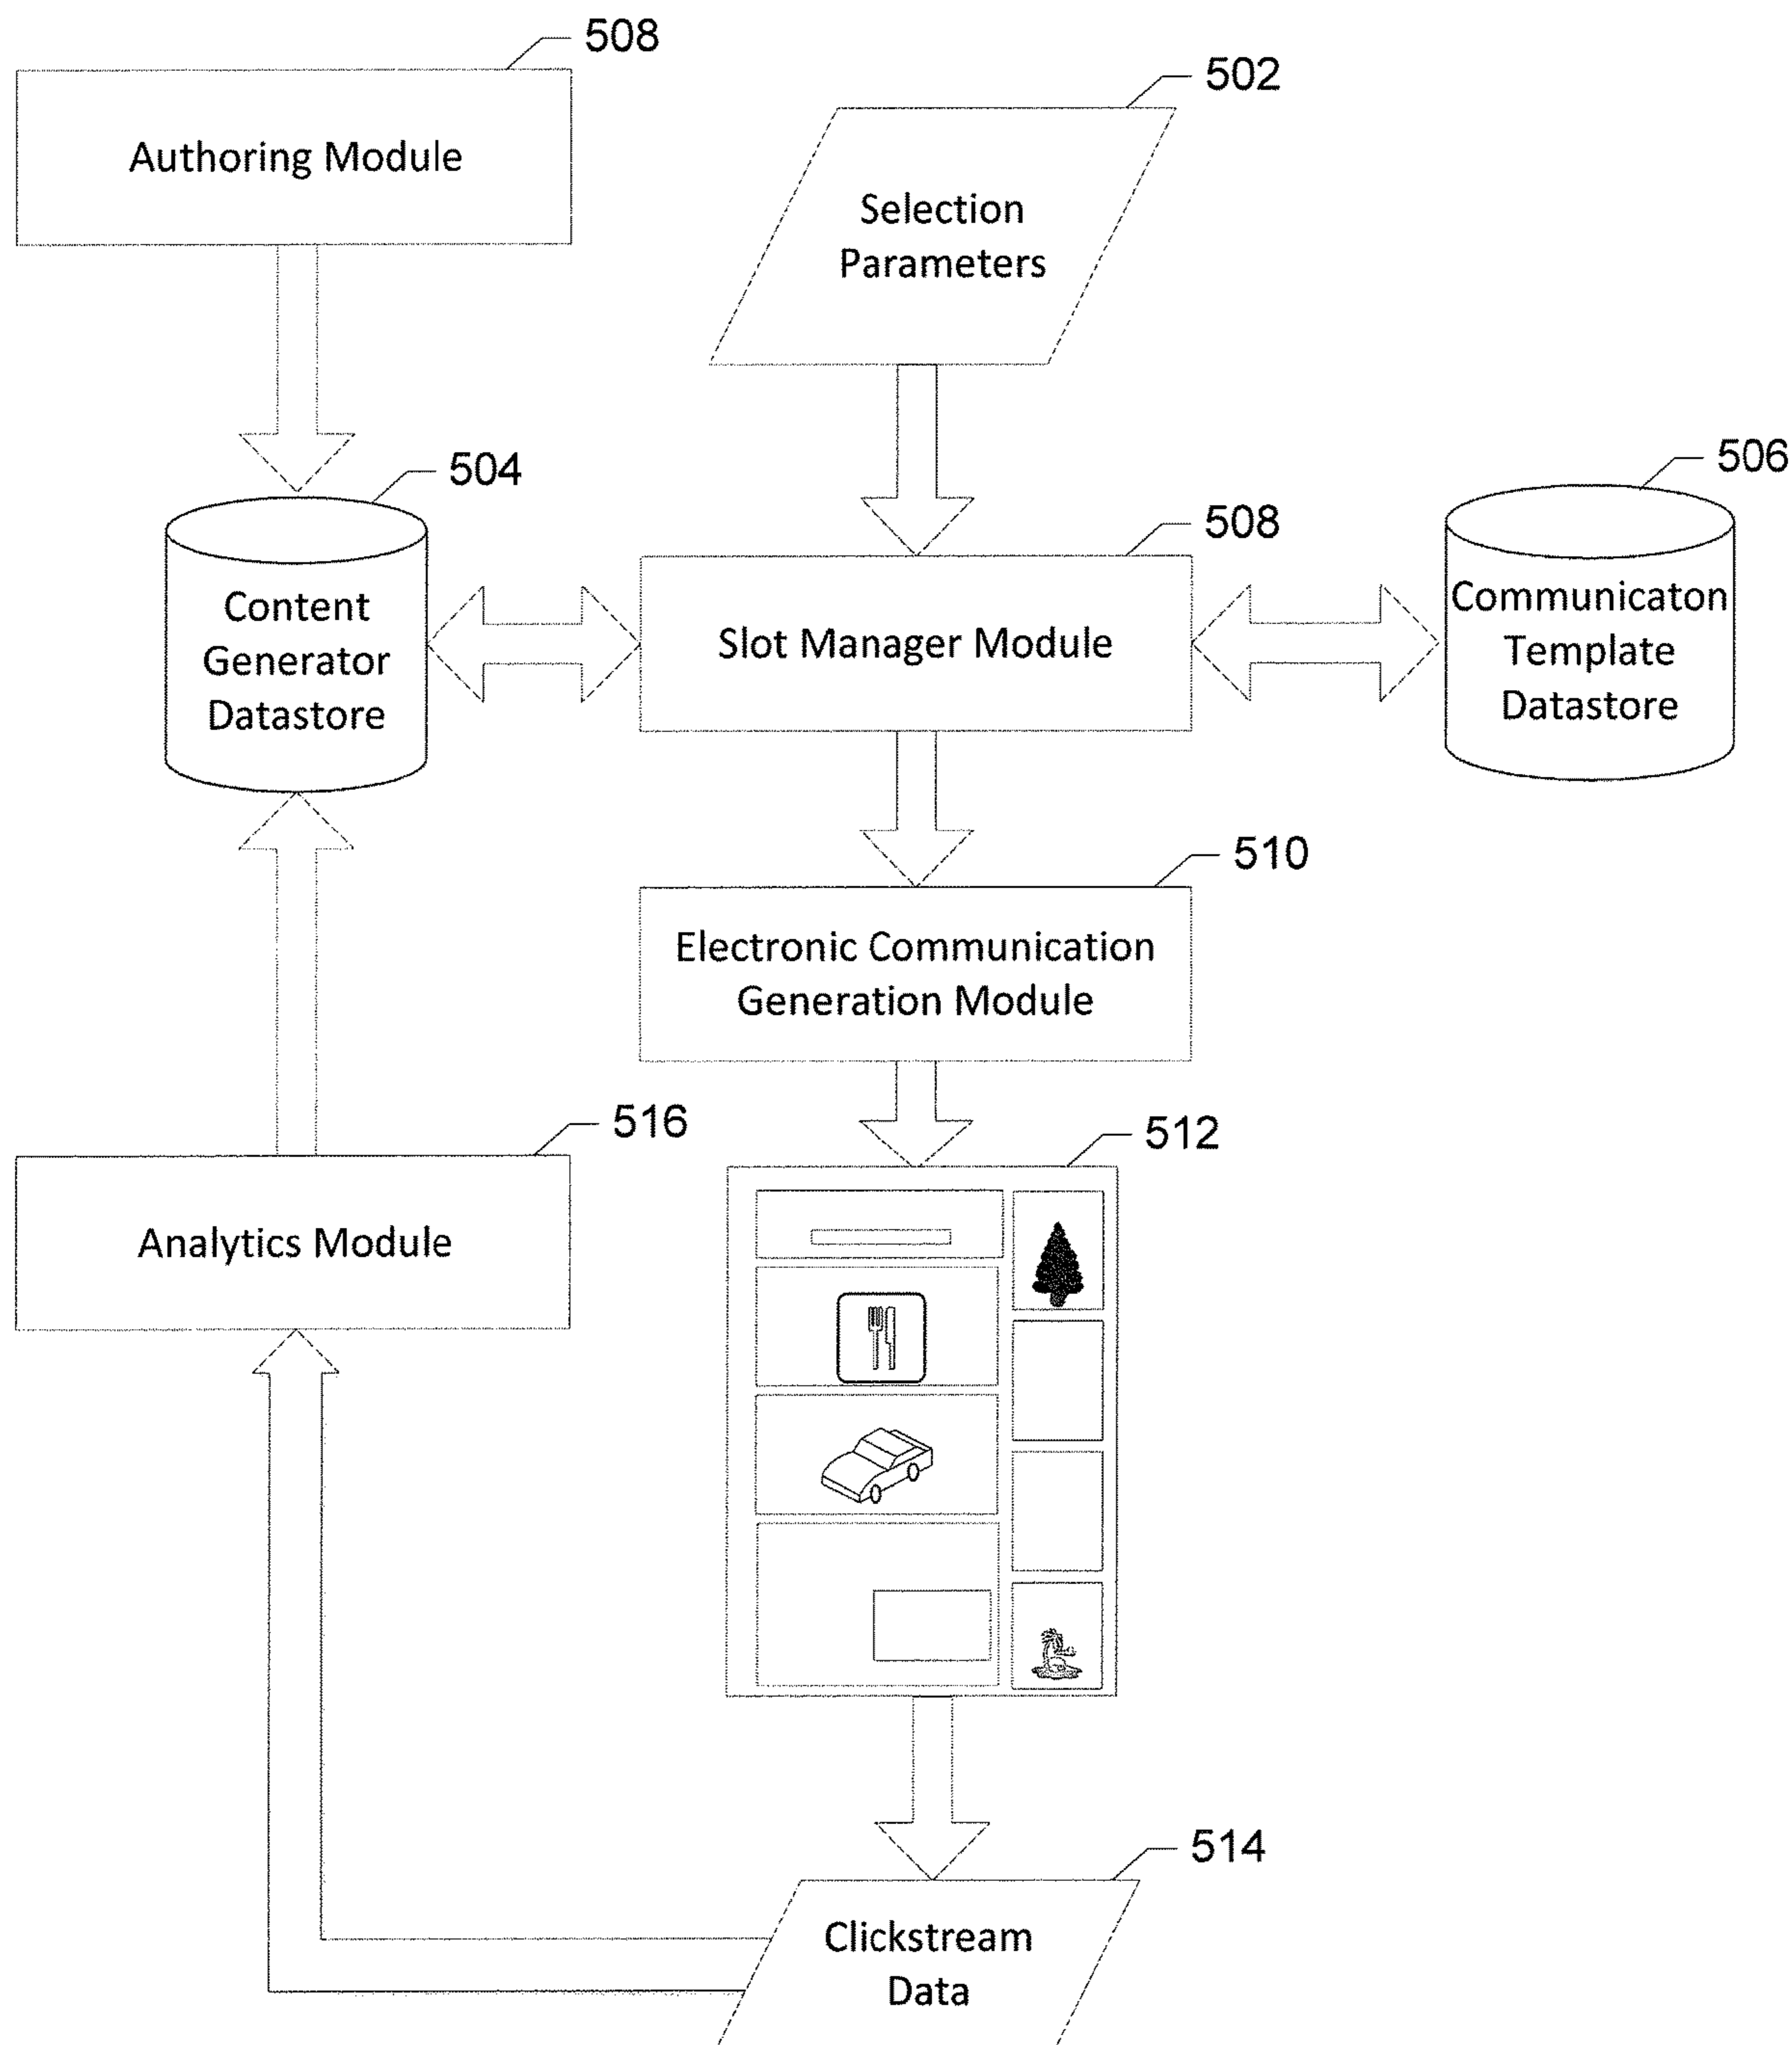 508
502
Authoring Module
Selection
Parameters
504
506
508
Content
Generator
Datastore
Slot Manager Module
Communicaton
Template
Datastore
510
Electronic Communication
Generation Module
516
512
Analytics Module
514
Clickstream
Data